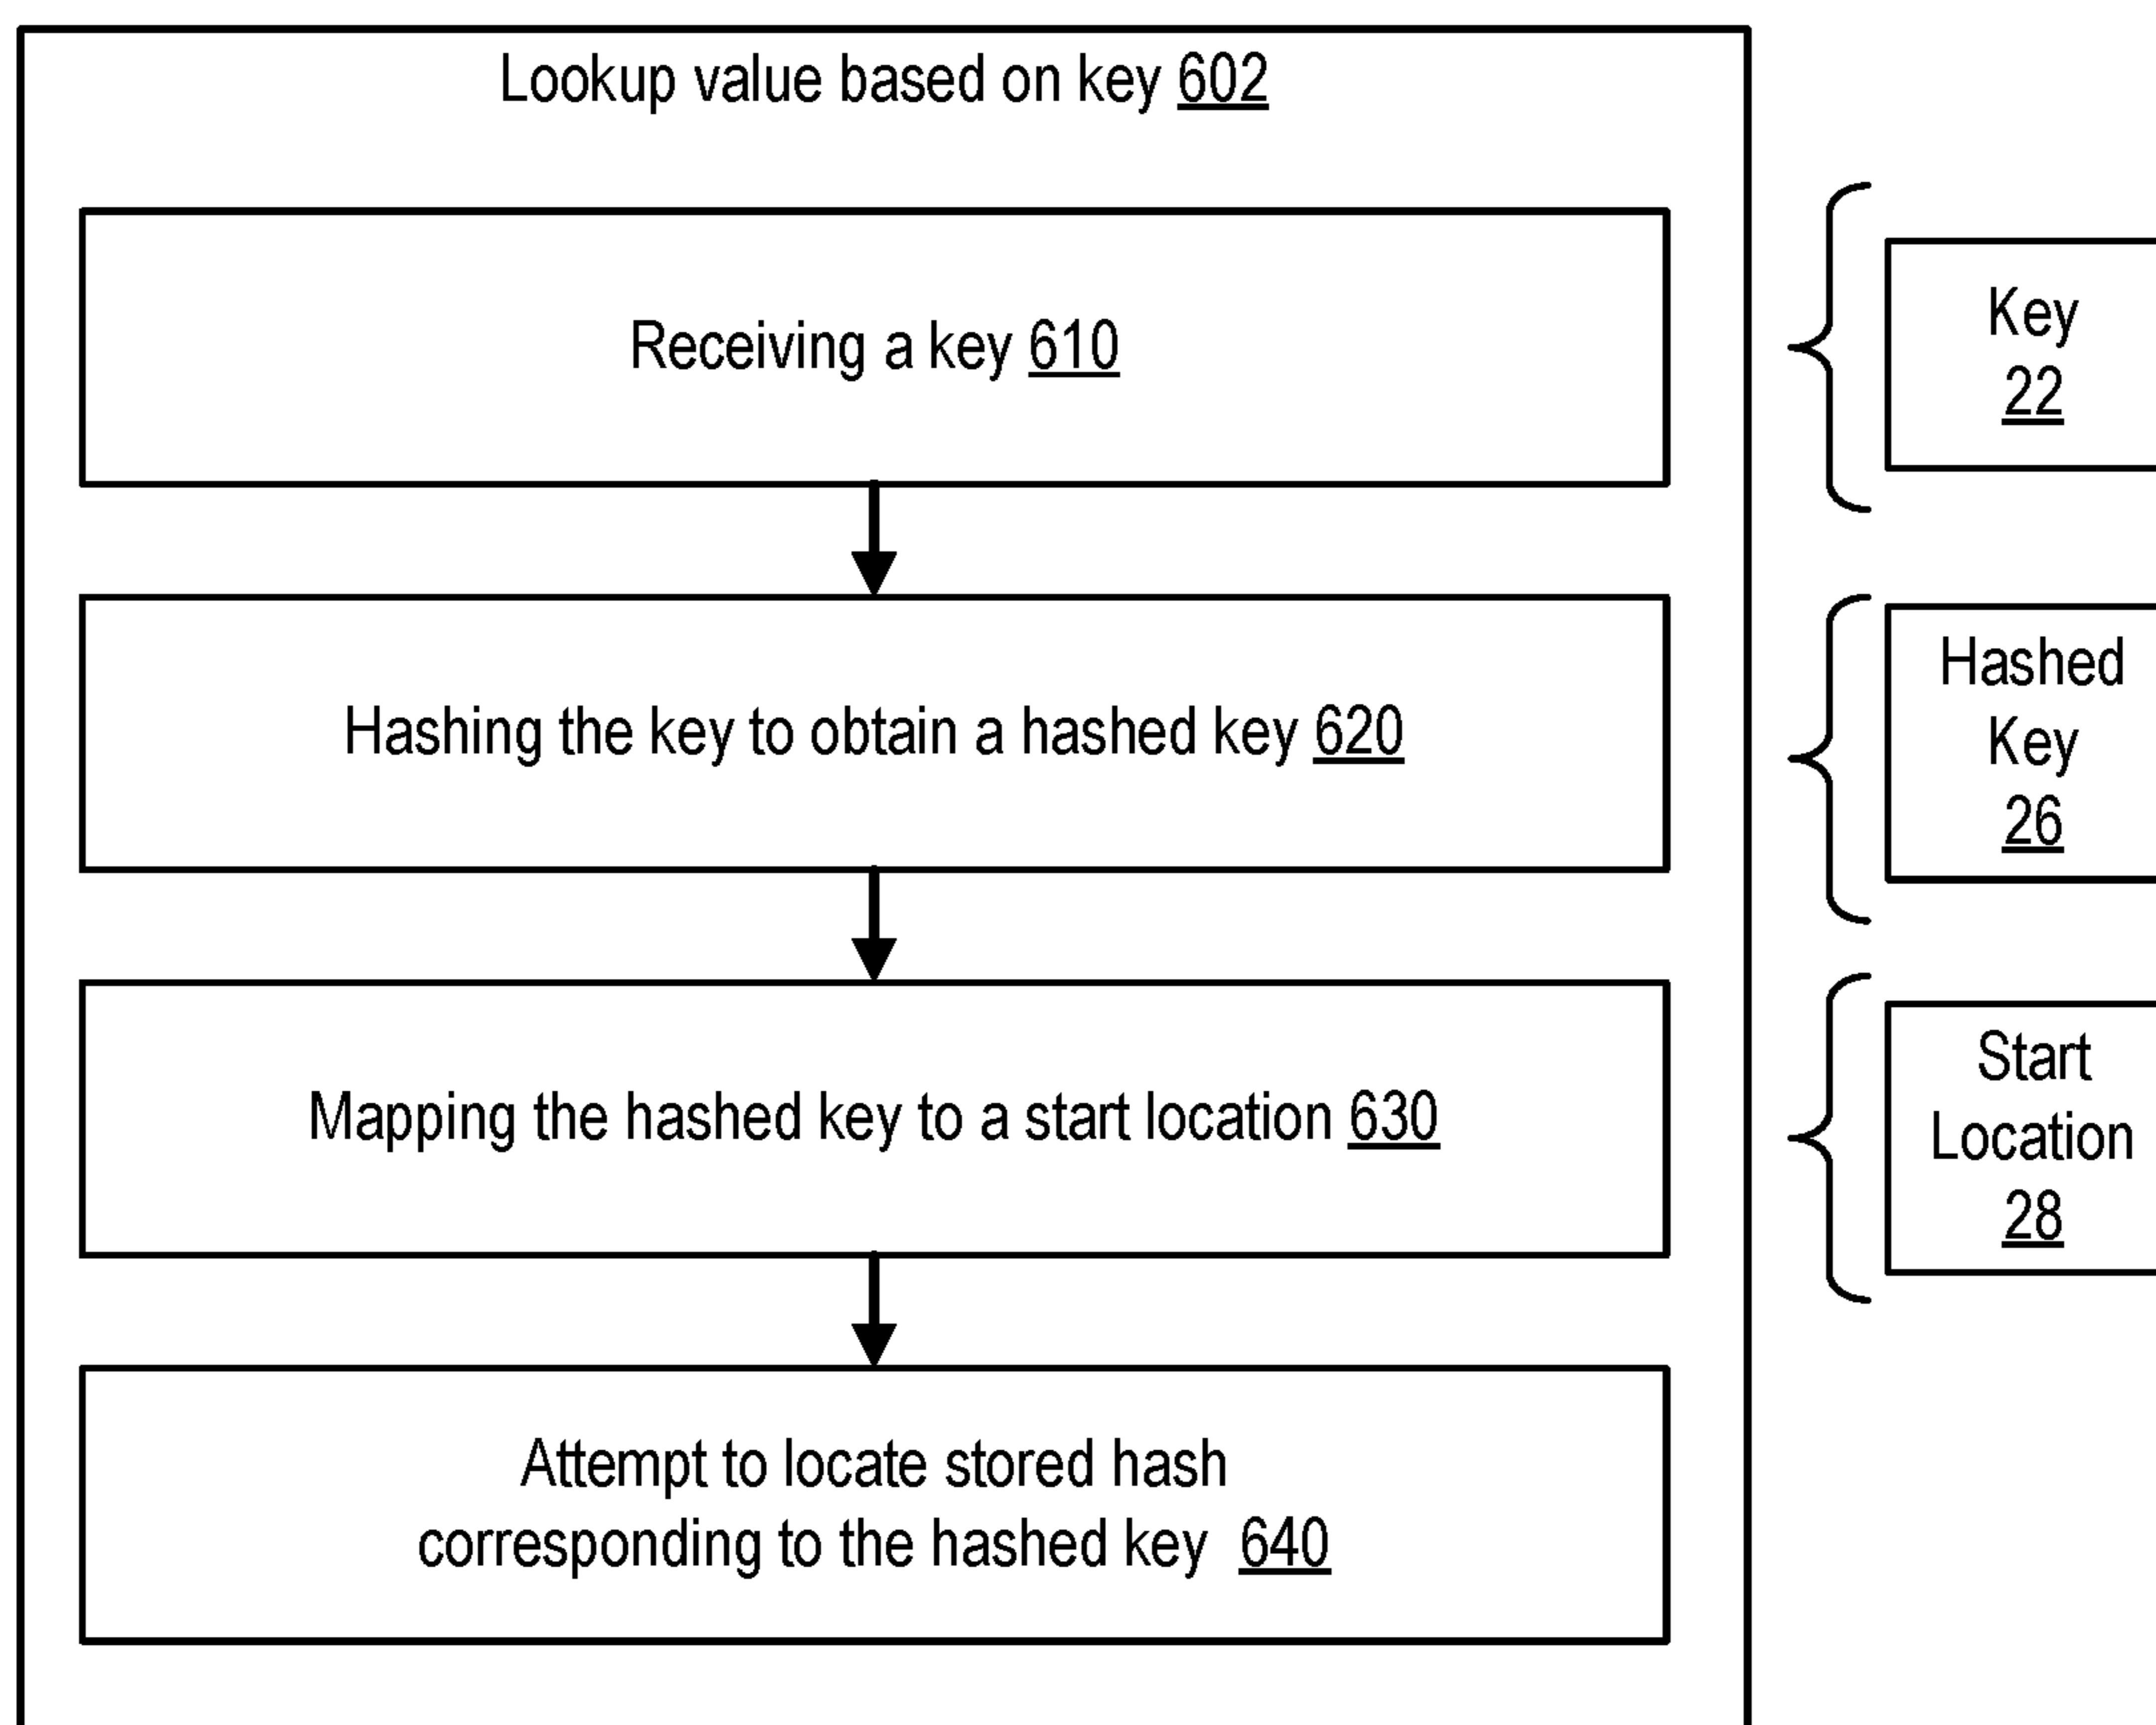 Lookup value based on key 602
Receiving a key 610
Key
22
Hashing the key to obtain a hashed key 620
Hashed
Key
26
Mapping the hashed key to a start location 630
Start
Location
28
Attempt to locate stored hash
corresponding to the hashed key 640